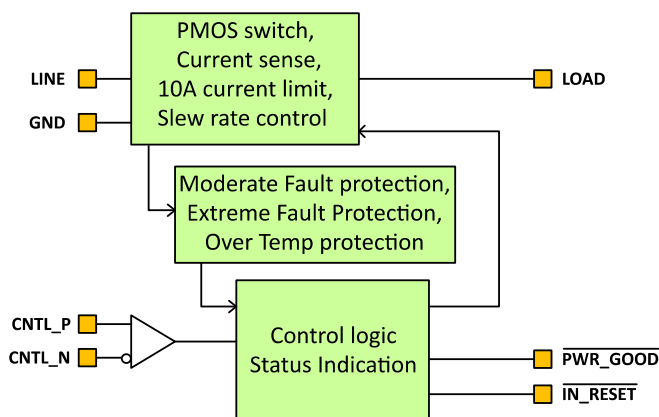 PMOS switch,
Current sense,
10A current limit,
Slew rate control
LINE
GND
LOAD
Moderate Fault protection,
Extreme Fault Protection,
Over Temp protection
CNTL_P
CNTL_N
Control logic
Status Indication
PWR_GOOD
IN_RESET